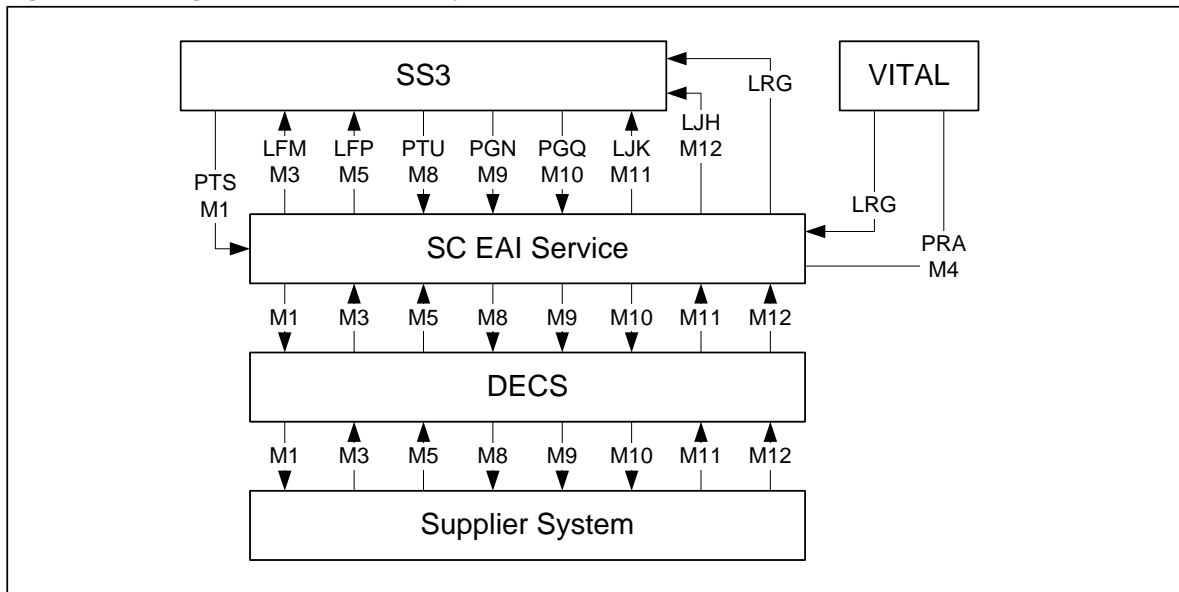 SS3
VITAL
LRG
LJH
M12
LFM
M3
LFP
M5
PTU
M8
PGN
M9
PGQ
M10
LJK
M11
PTS
M1
LRG
PRA
M4
SC EAI Service
M1 M3 M5 M8 M9 M10 M11 M12
DECS
M1 M3 M5 M8 M9 M10 M11 M12
Supplier System